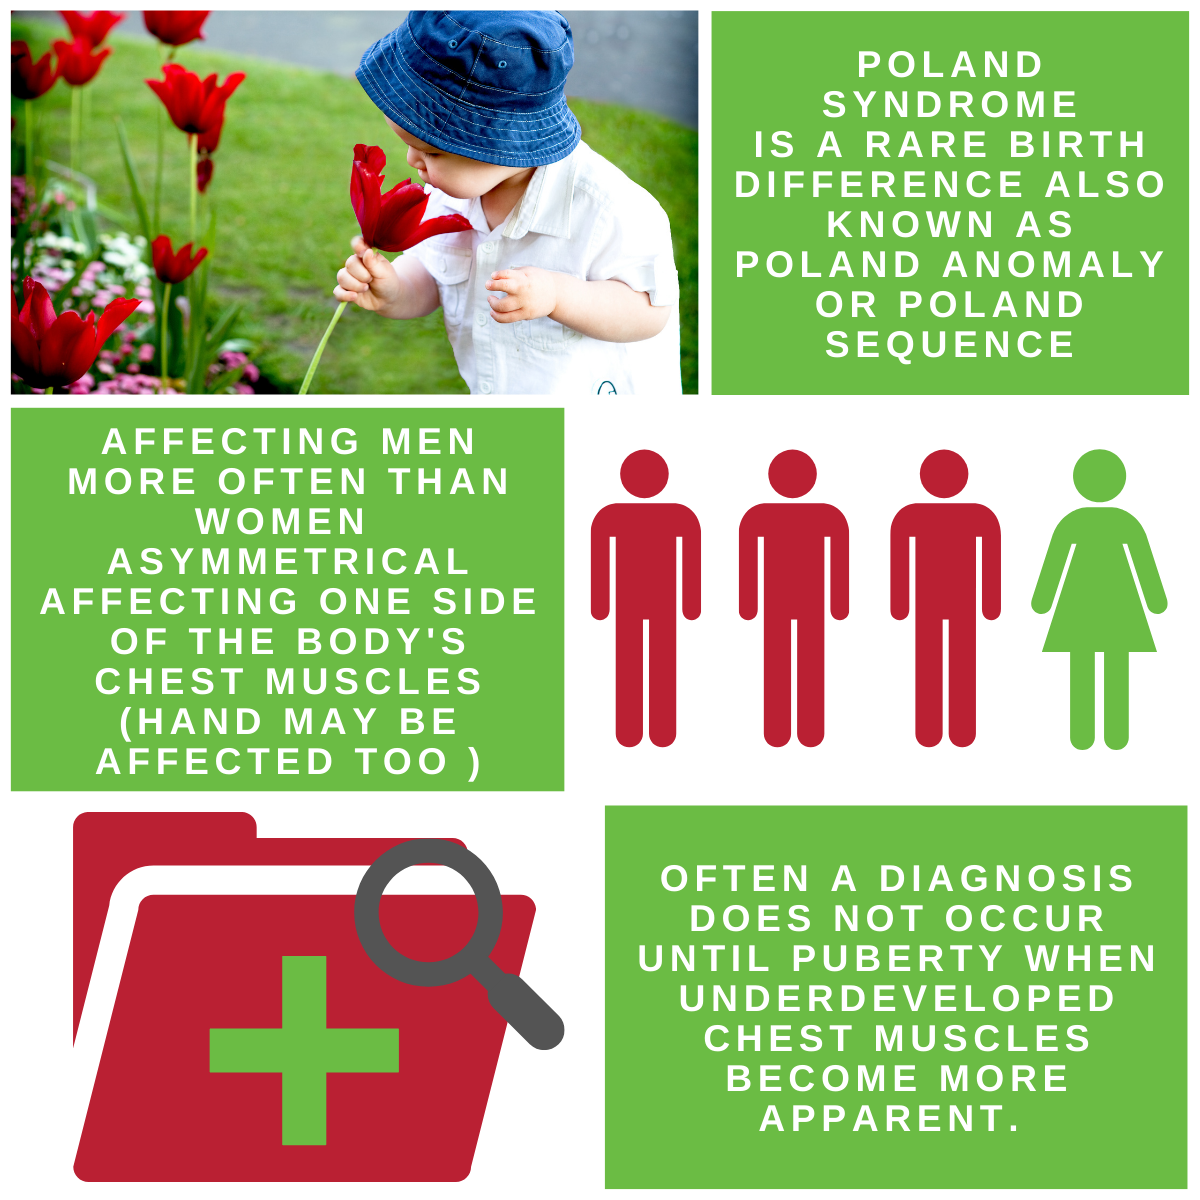 POLAND
SYNDROME
IS A RARE BIRTH
DIFFERENCE ALSO
KNOWN AS
POLAND ANOMALY
OR POLAND
SEQUENCE
AFFECTING MEN
MORE OFTEN THAN
WOMEN
ASYMMETRICAL
AFFECTING ONE SIDE
OF THE BODY'S
CHEST MUSCLES
(HAND MAY BE
AFFECTED TOO )
OFTEN A DIAGNOSIS
DOES NOT OCCUR
UNTIL PUBERTY WHEN
UNDERDEVELOPED
CHEST MUSCLES
BECOME MORE
APPARENT.